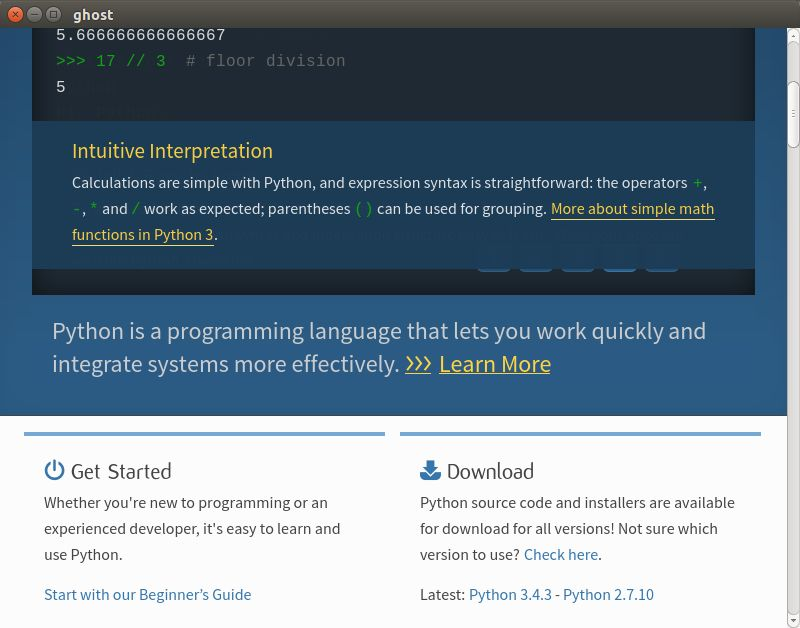 ghost
5.666666666666667
>>> 17 // 3  # floor division
5
Intuitive Interpretation
Calculations are simple with Python, and expression syntax is straightforward: the operators +,
-, * and / work as expected; parentheses () can be used for grouping. More about simple math
functions in Python 3.
Python is a programming language that lets you work quickly and
integrate systems more effectively. >>> Learn More
Get Started
Whether you're new to programming or an
experienced developer, it's easy to learn and
use Python.
Start with our Beginner’s Guide
Download
Python source code and installers are available
for download for all versions! Not sure which
version to use? Check here.
Latest: Python 3.4.3 - Python 2.7.10